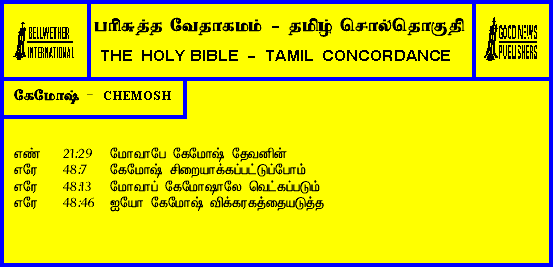 BELLWETHER
INTERNATIONAL
பரிசுத்த வேதாகமம் - தமிழ் சொல்தொகுதி
THE HOLY BIBLE - TAMIL CONCORDANCE
GOOD NEWS
PUBLISHERS
கேமோஷ் - CHEMOSH
எண் 21:29 மோவாபே கேமோஷ் தேவனின்
எரே 48:7 கேமோஷ் சிறையாக்கப்பட்டுப்போம்
எரே 48:13 மோவாப் கேமோஷாலே வெட்கப்படும்
எரே 48:46 ஐயோ கேமோஷ் விக்கரகத்தையடுத்த